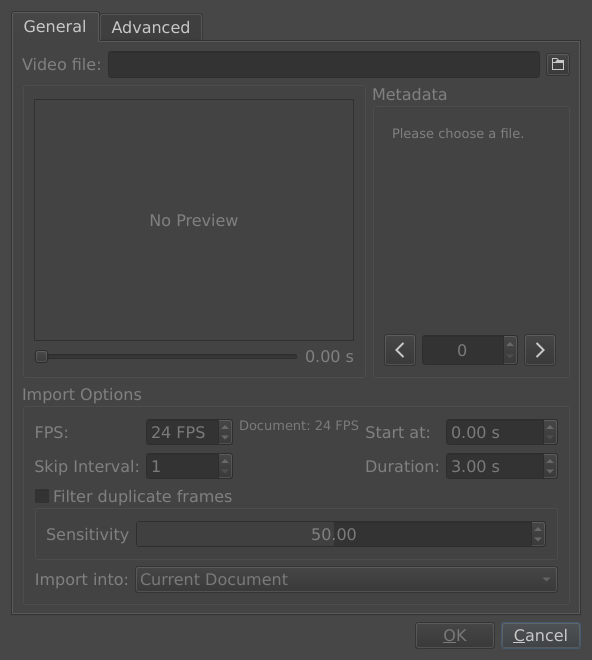 General
Advanced
Video file:
Metadata
Please choose a file.
No Preview
0.00 s
0
Import Options
FPS:
24 FPS
Document: 24 FPS
Start at:
0.00 s
Skip Interval:
1
Duration:
3.00 s
Filter duplicate frames
Sensitivity
50.00
Import into:
Current Document
OK
Cancel